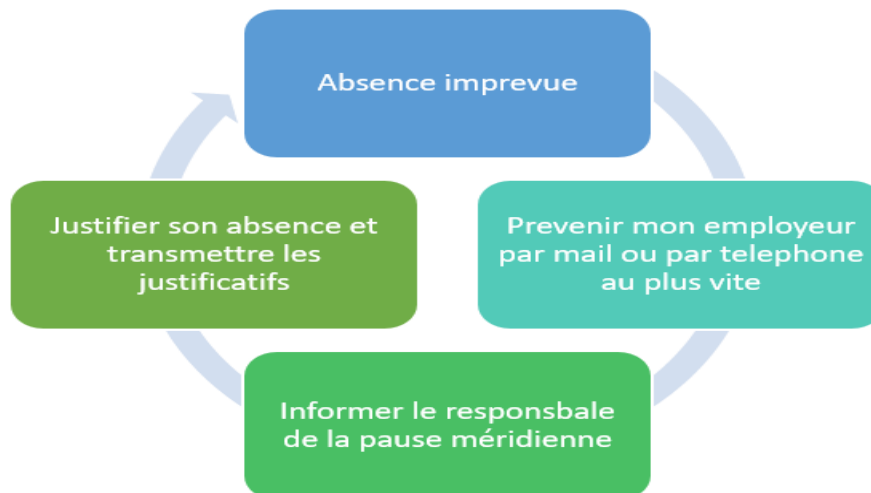 Absence imprevue
Prevenir mon employeur
par mail ou par telephone
au plus vite
Informer le responsbale
de la pause méridienne
Justifier son absence et
transmettre les
justificatifs